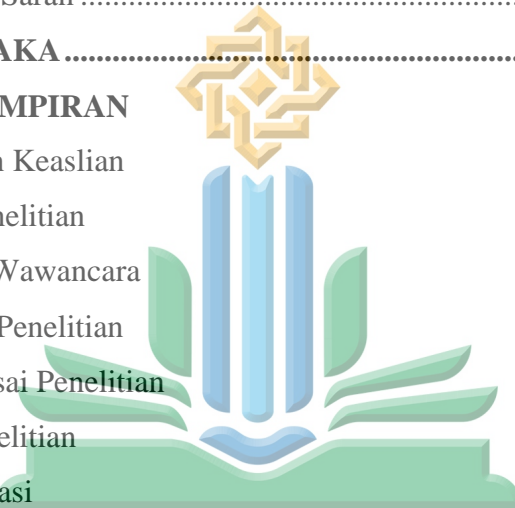 Saran ........................................................
AKA ........................................................
MPIRAN
n Keaslian
nelitian
Wawancara
Penelitian
sai Penelitian
elitian
asi